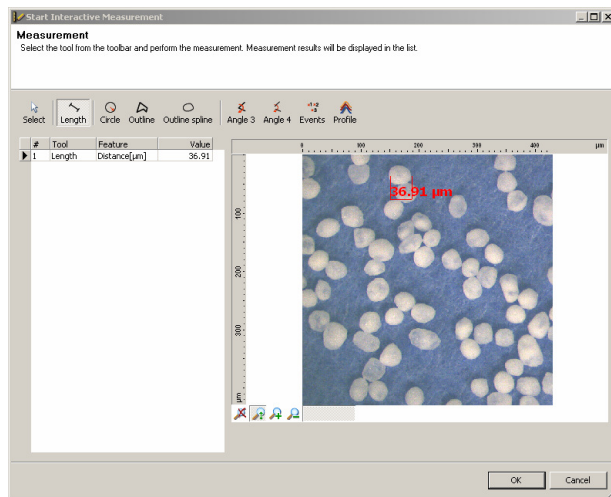 Start Interactive Measurement
Measurement
Select the tool from the toolbar and perform the measurement. Measurement results will be displayed in the list.
Select Length Circle Outline Outline spline Angle 3 Angle 4 Events Profile
# Tool Feature Value
1 Length Distance[µm] 36.91
0 100 200 300 400
36.91 µm
100
200
300
µm
OK Cancel